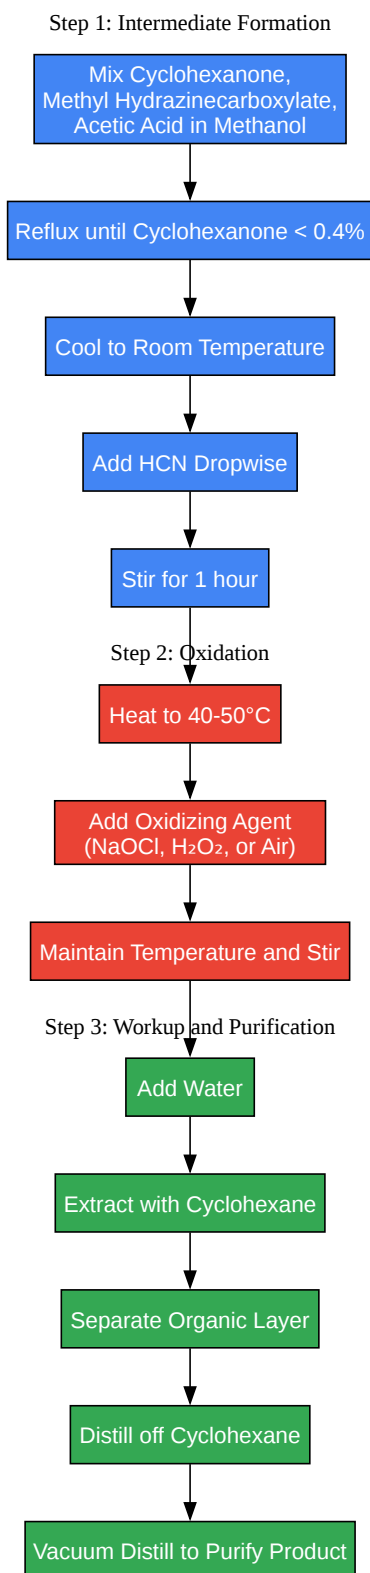 Step 1: Intermediate Formation
Mix Cyclohexanone,
Methyl Hydrazinecarboxylate,
Acetic Acid in Methanol
Reflux until Cyclohexanone < 0.4%
Cool to Room Temperature
Add HCN Dropwise
Stir for 1 hour
Step 2: Oxidation
Heat to 40-50°C
Add Oxidizing Agent
(NaOCl, H₂O₂, or Air)
Maintain Temperature and Stir
Step 3: Workup and Purification
Add Water
Extract with Cyclohexane
Separate Organic Layer
Distill off Cyclohexane
Vacuum Distill to Purify Product